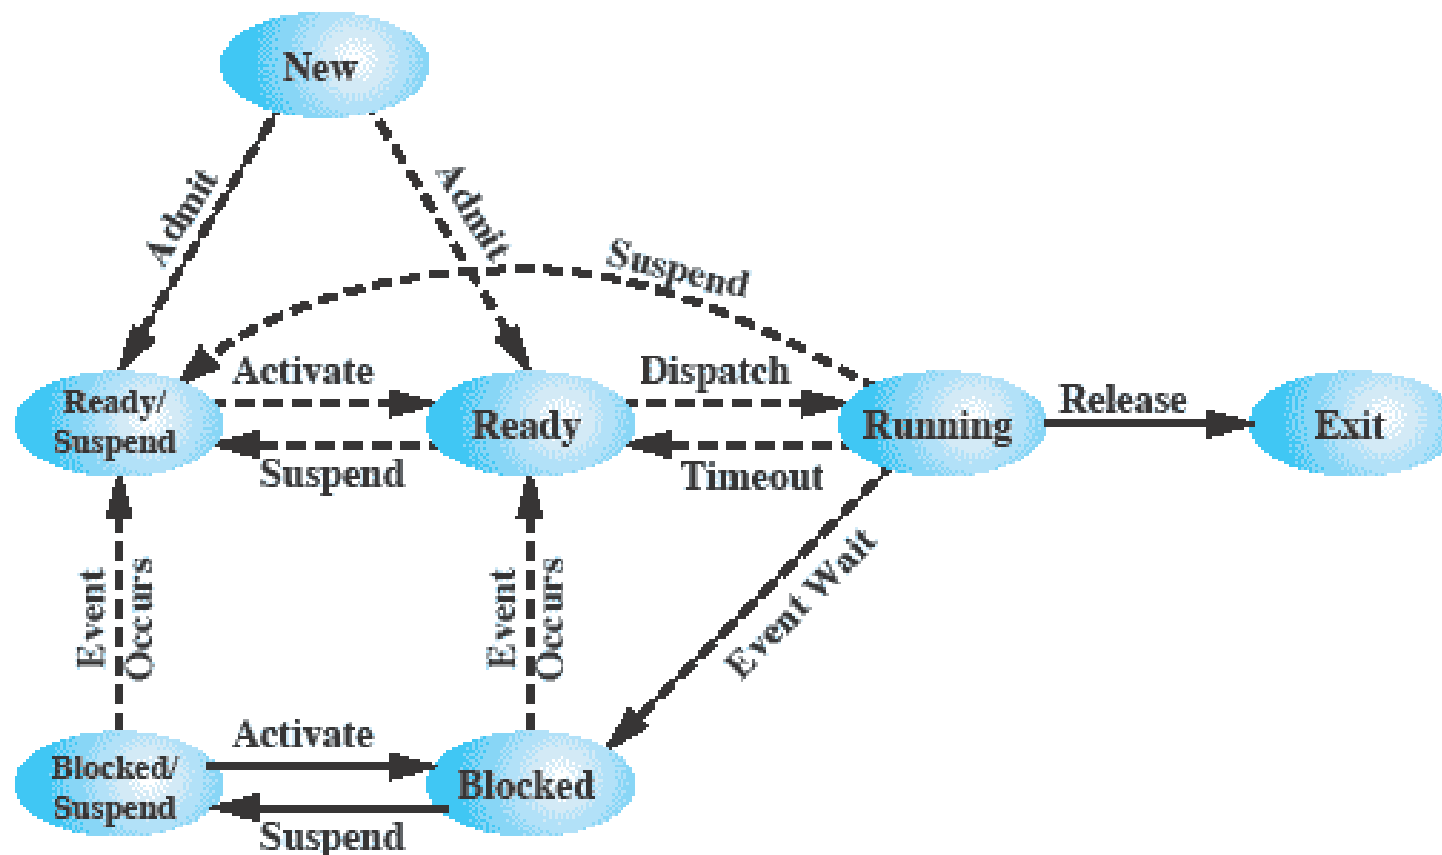 New
Admit
Admit
Suspend
Activate
Dispatch
Ready/
Suspend
Ready
Running
Release
Exit
Suspend
Timeout
Event
Occurs
Event
Occurs
Event Wait
Activate
Blocked/
Suspend
Blocked
Suspend